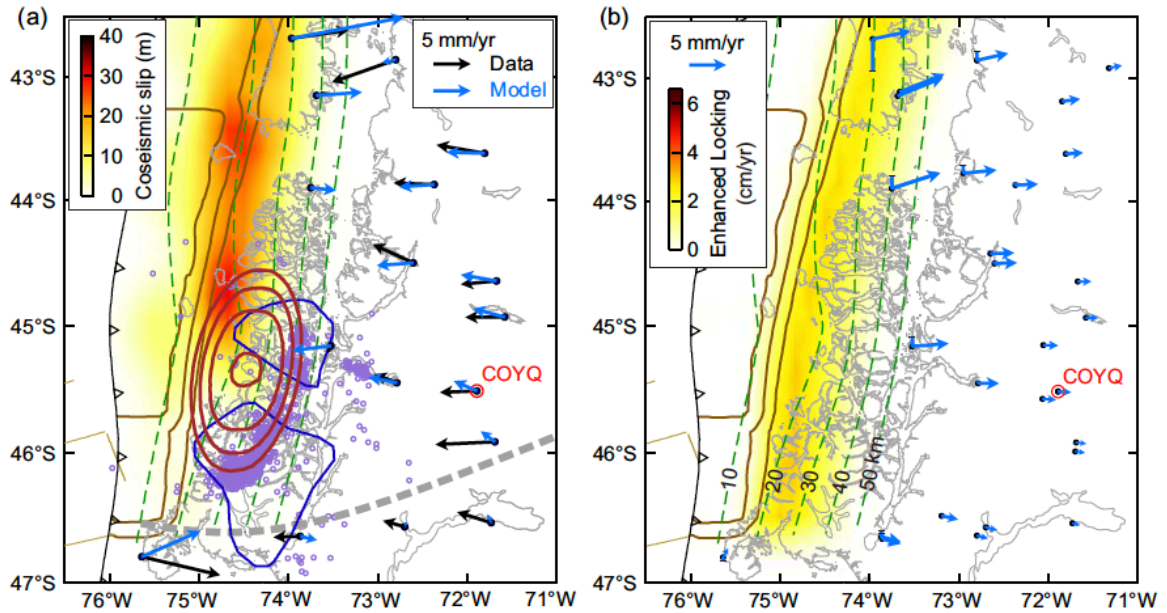 (a)
(b)
40
30
20
10
0
Coseismic slip (m)
5 mm/yr
Data
Model
5 mm/yr
6
4
2
0
Enhanced Locking
(cm/yr)
43°S
43°S
44°S
44°S
45°S
45°S
COYQ
COYQ
46°S
46°S
10
20
30
40
50 km
47°S
47°S
76°W
75°W
74°W
73°W
72°W
71°W
76°W
75°W
74°W
73°W
72°W
71°W